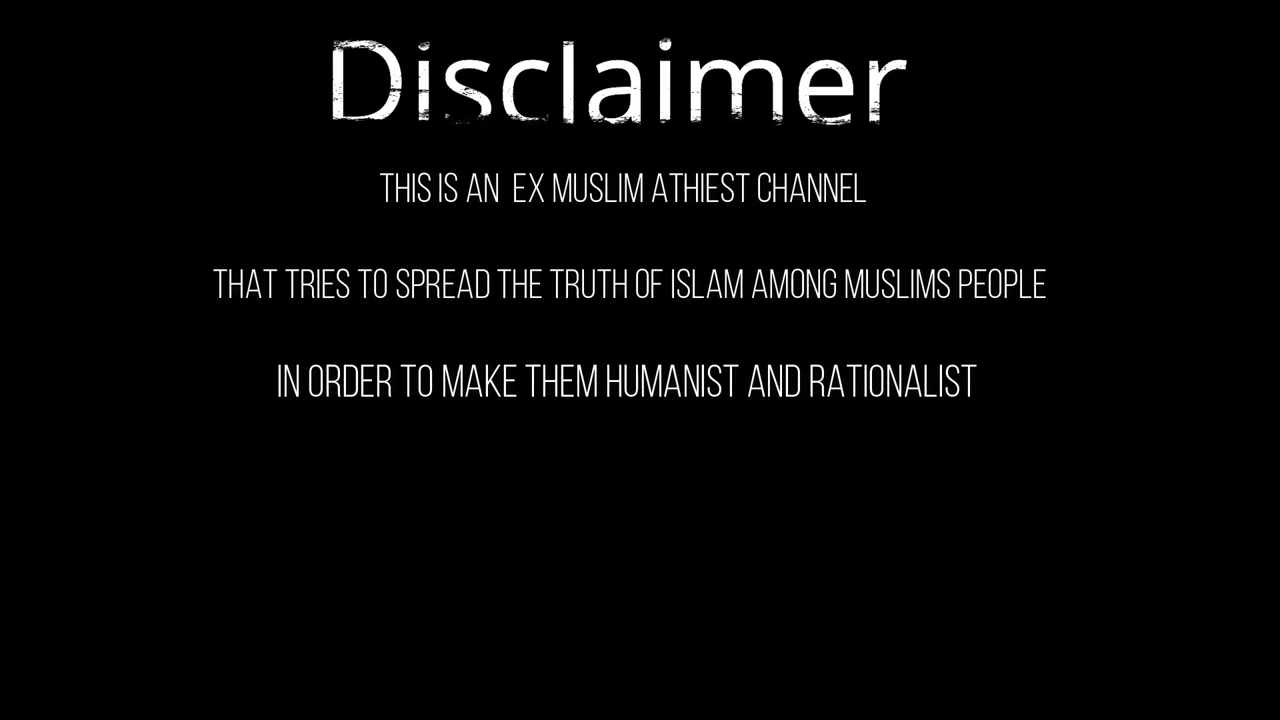 Disclaimer
THIS IS AN EX MUSLIM ATHIEST CHANNEL
THAT TRIES TO SPREAD THE TRUTH OF ISLAM AMONG MUSLIMS PEOPLE
IN ORDER TO MAKE THEM HUMANIST AND RATIONALIST